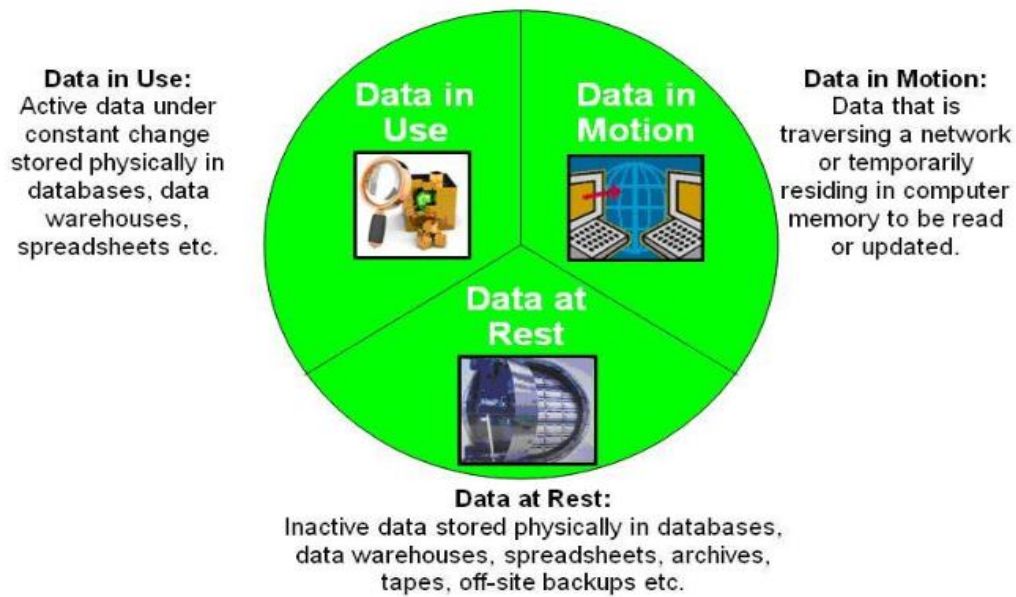 Data in Use:
Active data under
constant change
stored physically in
databases, data
warehouses,
spreadsheets etc.
Data in
Use
Data in
Motion
Data in Motion:
Data that is
traversing a network
or temporarily
residing in computer
memory to be read
or updated.
Data at
Rest
Data at Rest:
Inactive data stored physically in databases,
data warehouses, spreadsheets, archives,
tapes, off-site backups etc.